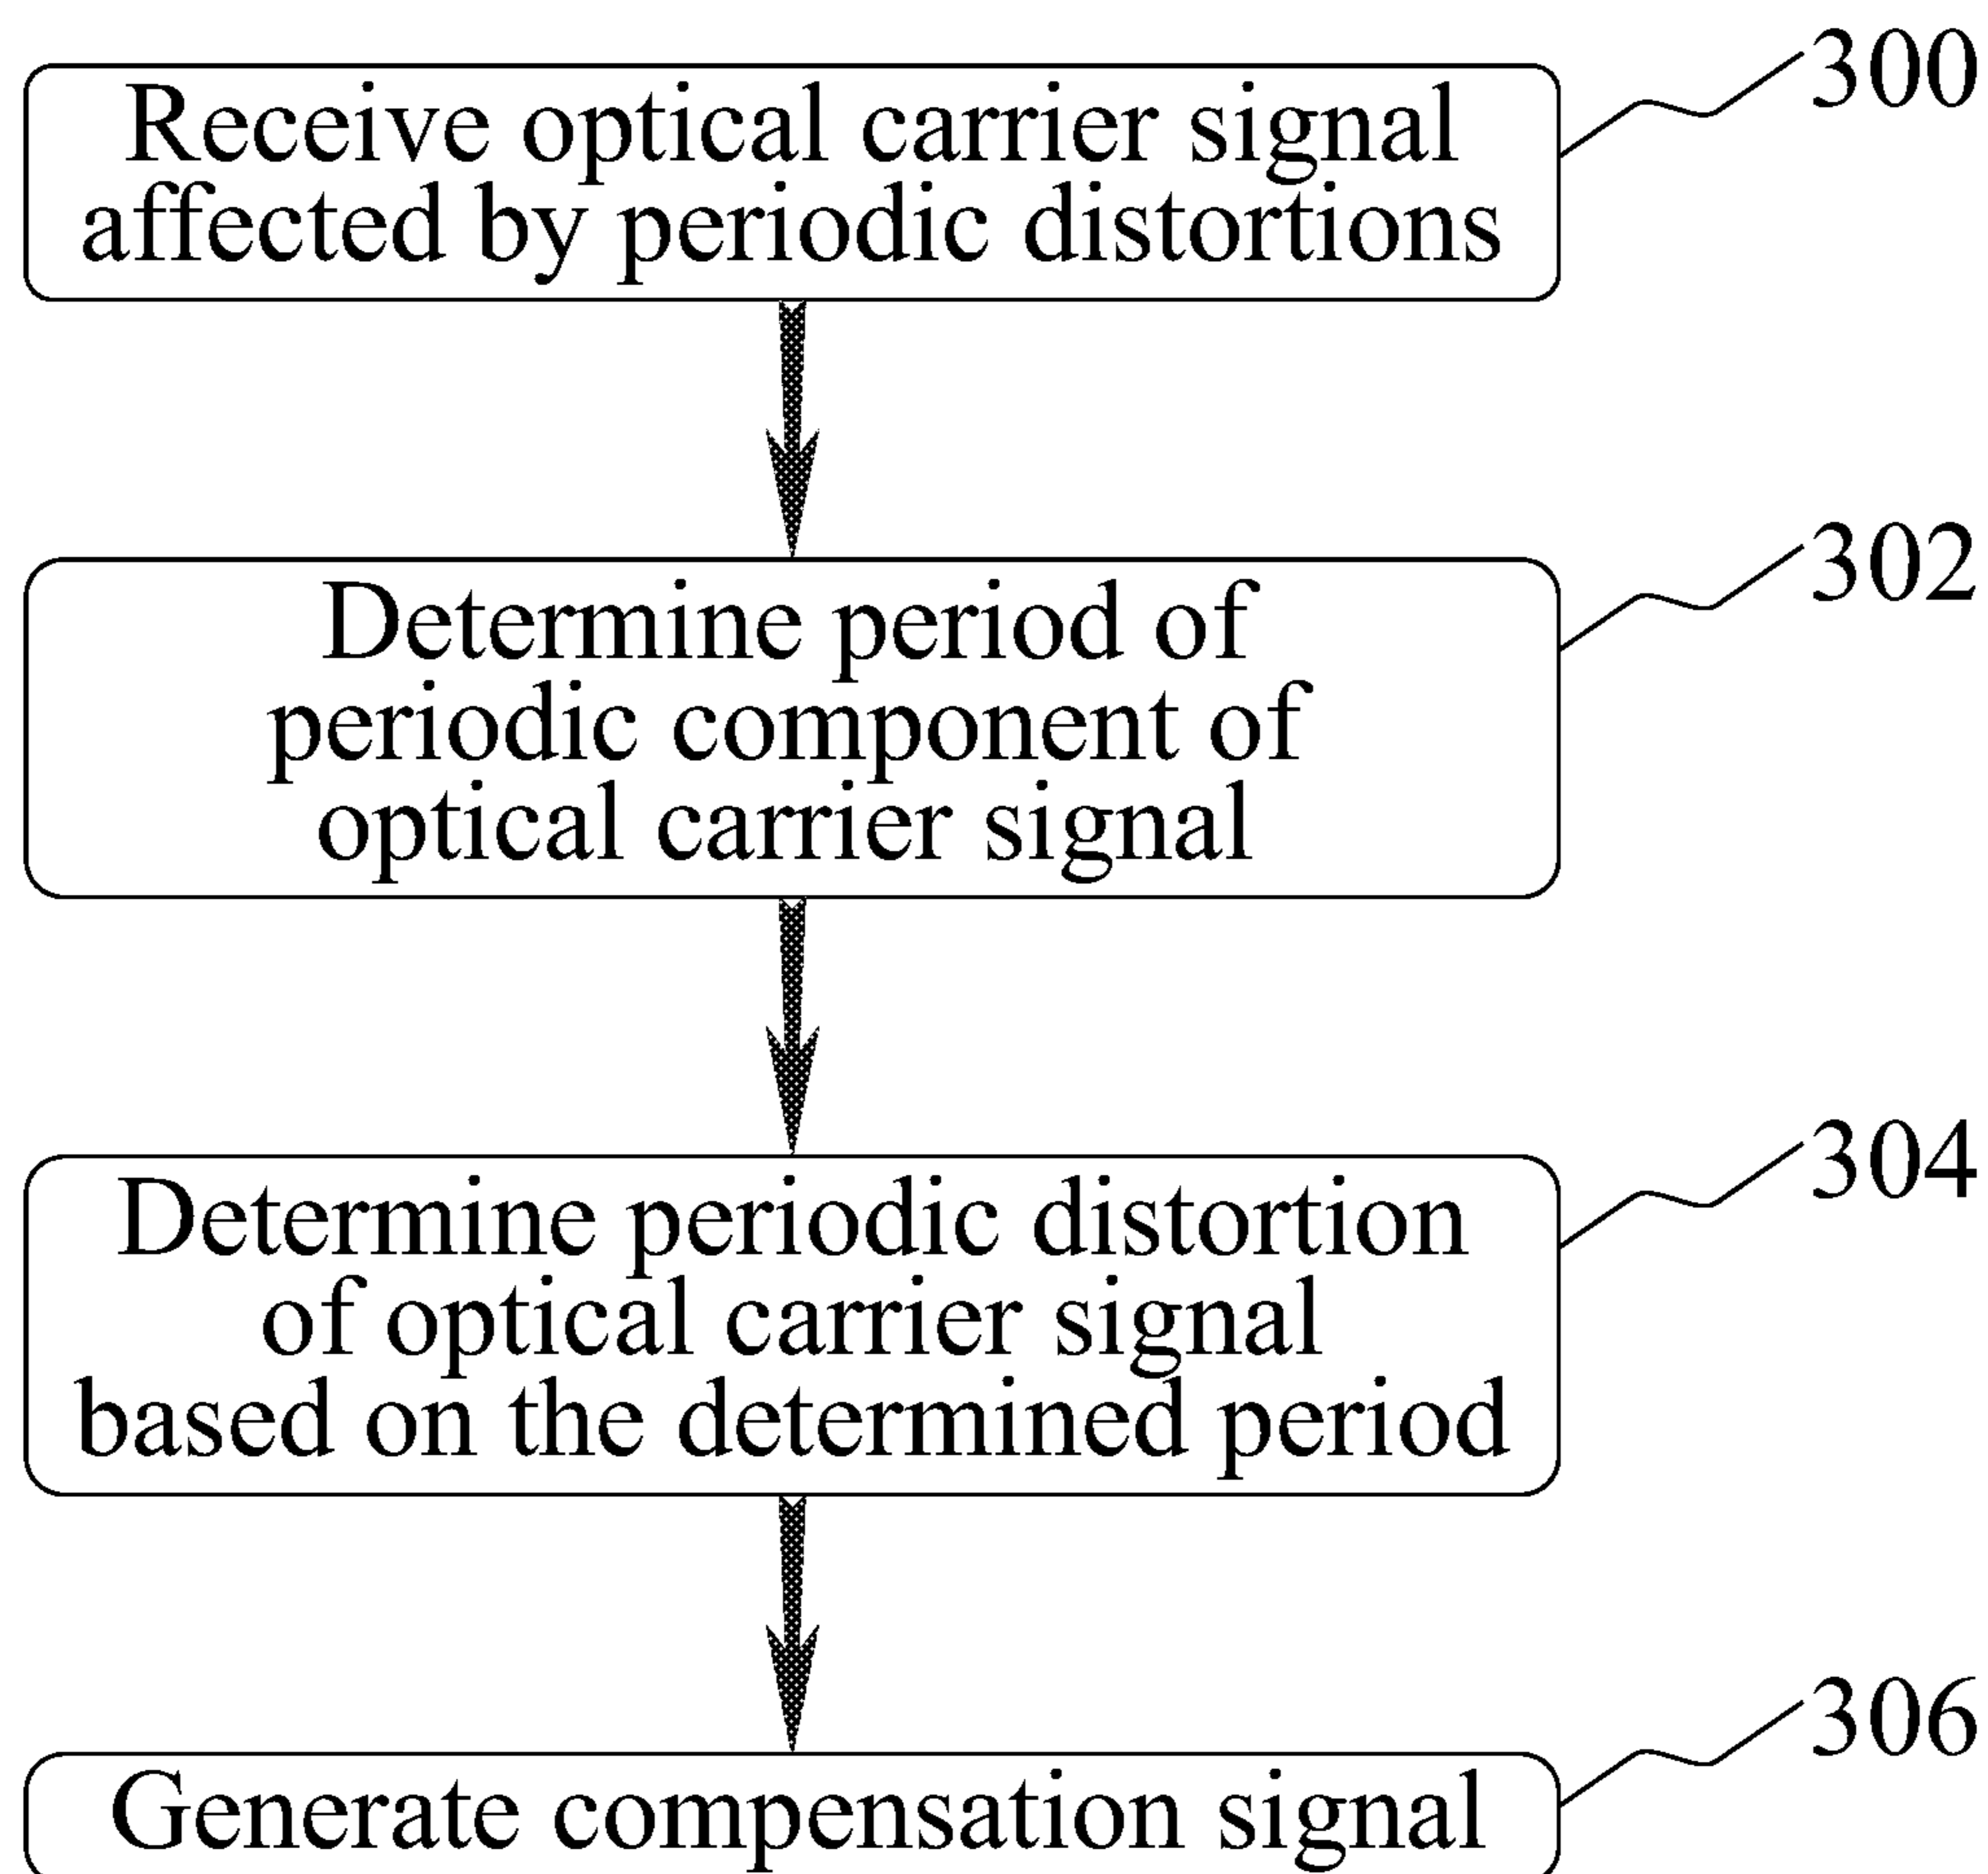 300
Receive optical carrier signal
affected by periodic distortions
302
Determine period of
periodic component of
optical carrier signal
304
Determine periodic distortion
of optical carrier signal
based on the determined period
306
Generate compensation signal